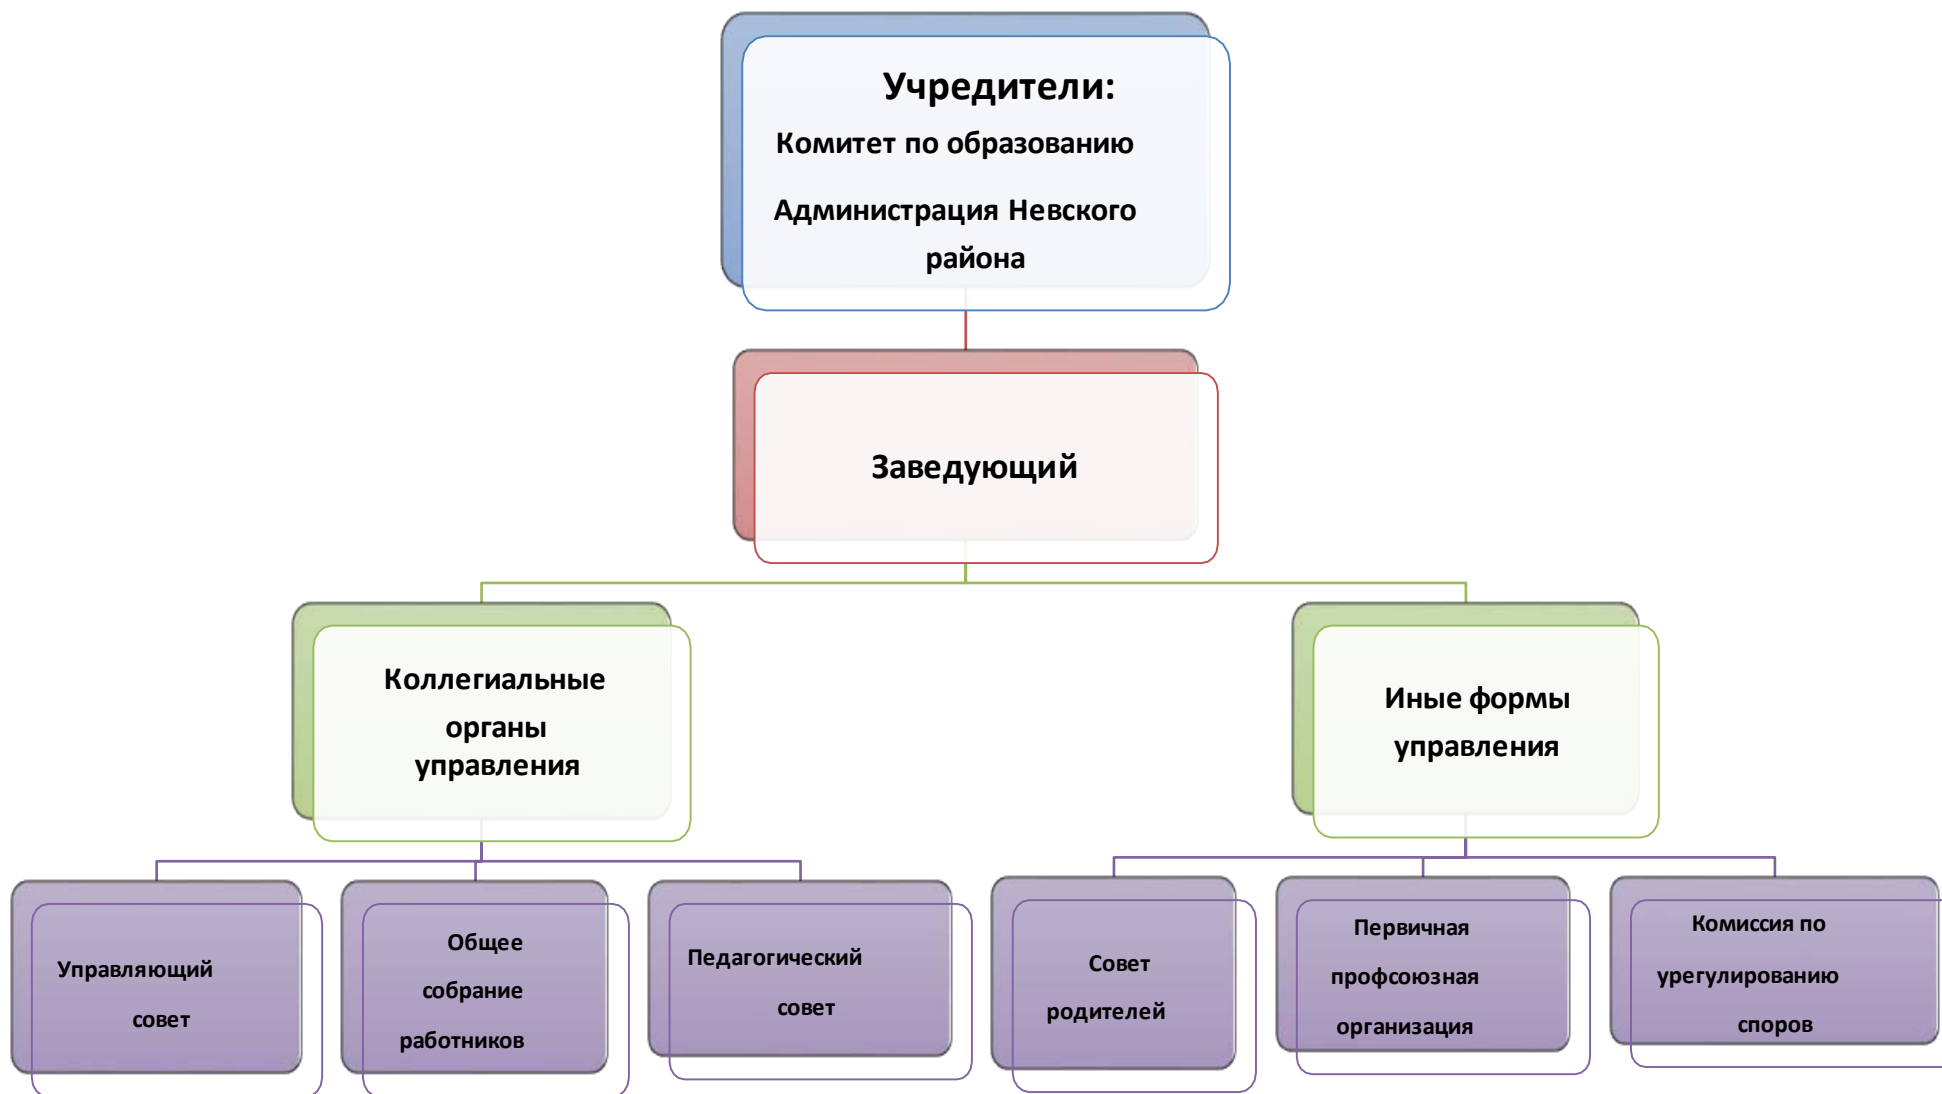 Учредители:
Комитет по образованию
Администрация Невского
района
Заведующий
Коллегиальные
органы
управления
Иные формы
управления
Управляющий
совет
Общее
собрание
работников
Педагогический
совет
Совет
родителей
Первичная
профсоюзная
организация
Комиссия по
урегулированию
споров